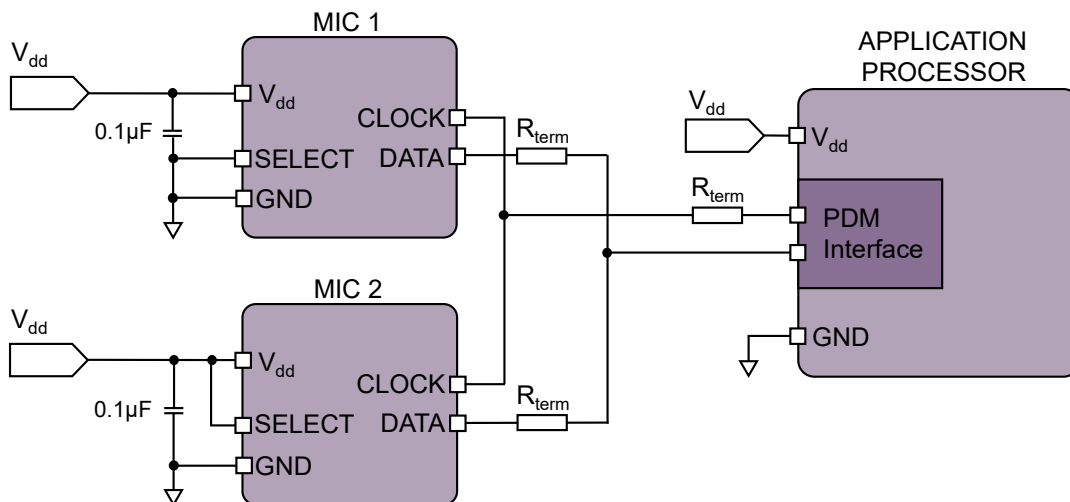 MIC 1
Vdd
Vdd
0.1µF
CLOCK
SELECT
DATA
GND
Rterm
APPLICATION
PROCESSOR
Vdd
Vdd
Rterm
PDM
Interface
GND
MIC 2
Vdd
Vdd
0.1µF
CLOCK
SELECT
DATA
GND
Rterm